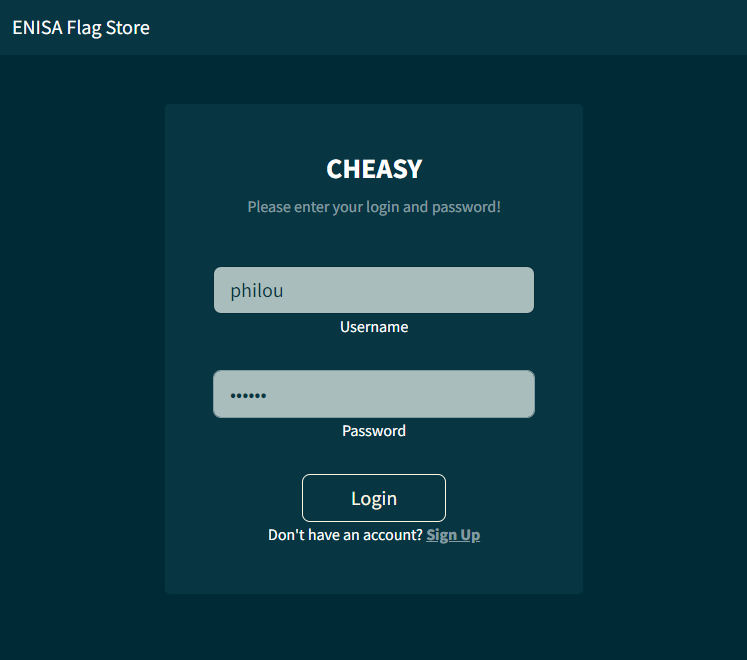 ENISA Flag Store
CHEASY
Please enter your login and password!
philou
Username
••••••
Password
Login
Don't have an account? Sign Up